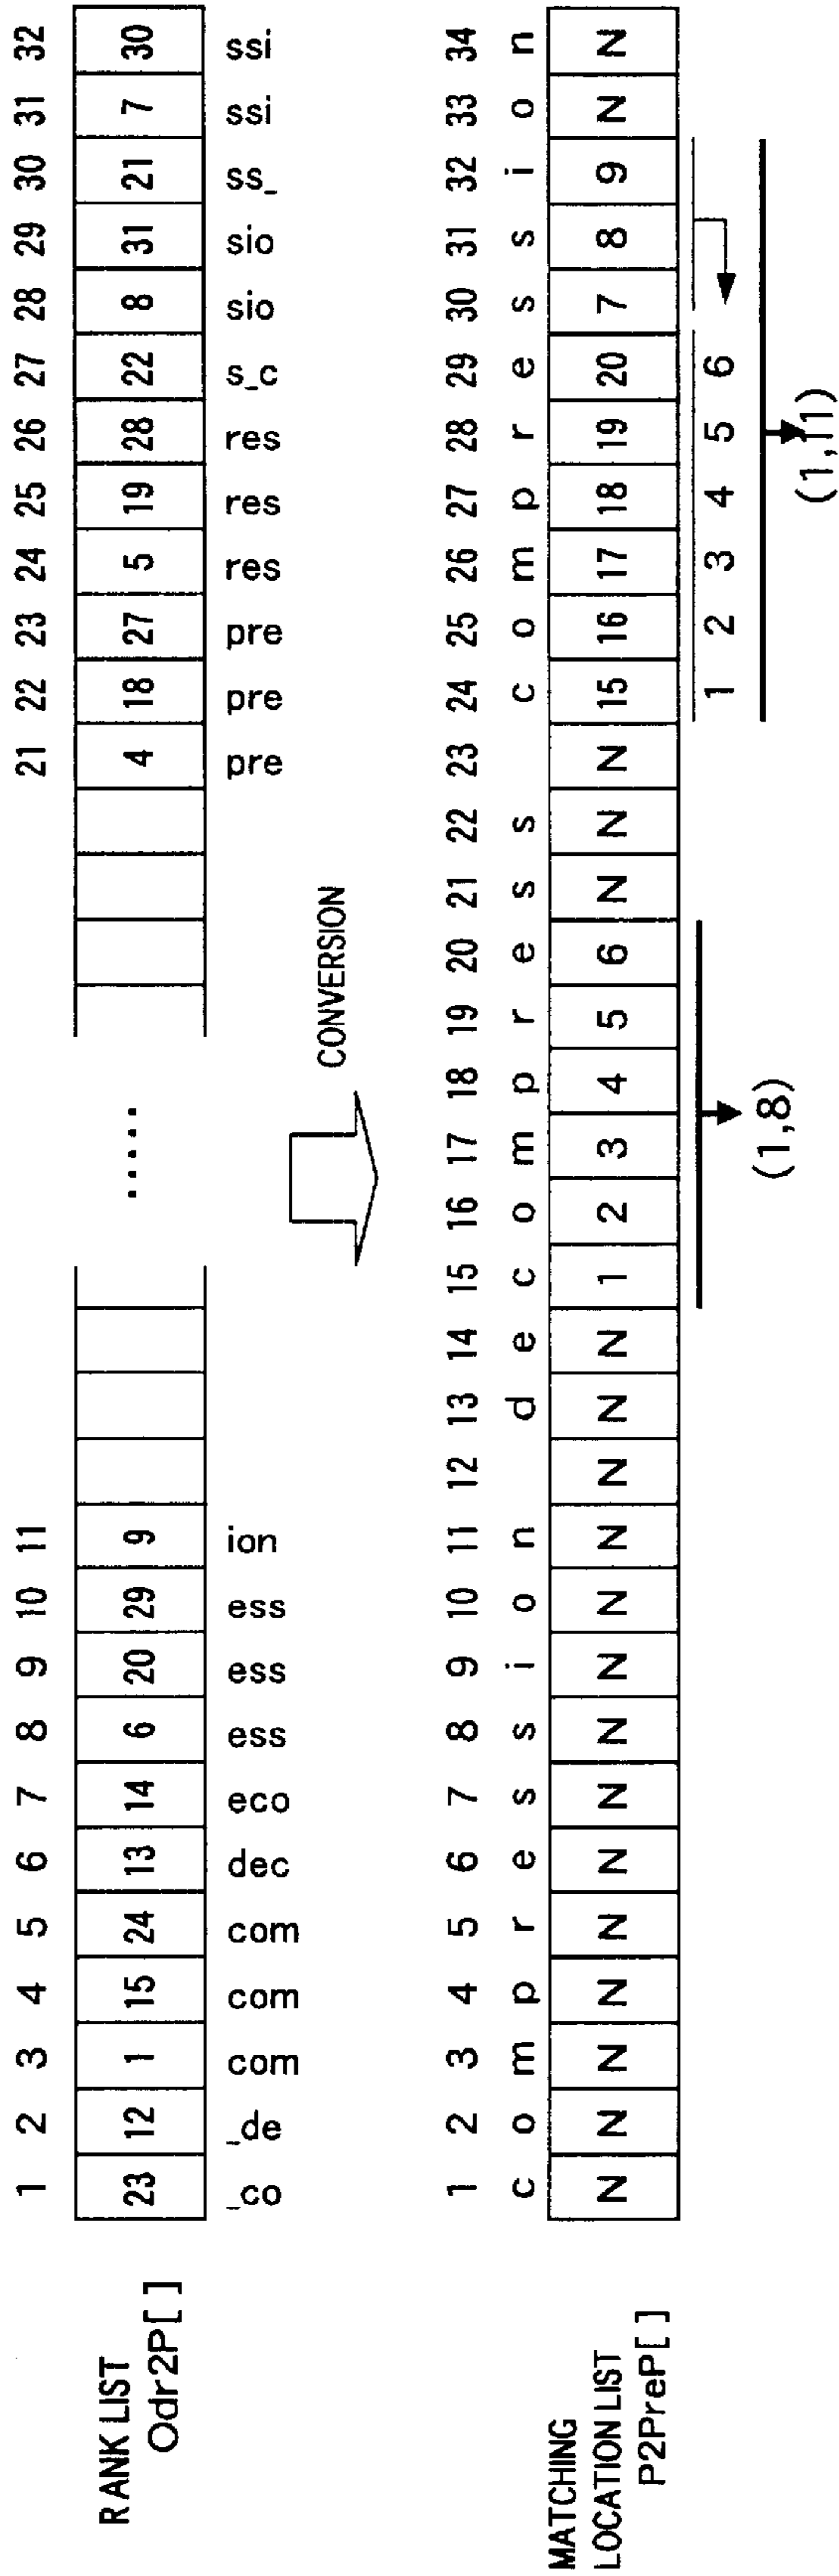 1 2 3 4 5 6 7 8 9 10 11 21 22 23 24 25 26 27 28 29 30 31 32
RANK LIST
Odr2P[ ]
23 12 1 15 24 13 14 6 20 29 9 ..... 4 18 27 5 19 28 22 8 31 21 7 30
_co _de com com com dec eco ess ess ess ion pre pre pre res res res s_c sio sio ss_ ssi ssi
CONVERSION
1 2 3 4 5 6 7 8 9 10 11 12 13 14 15 16 17 18 19 20 21 22 23 24 25 26 27 28 29 30 31 32 33 34
c o m p r e s s i o n d e c o m p r e s s c o m p r e s s i o n
MATCHING
LOCATION LIST
P2PreP[ ]
N N N N N N N N N N N N N N 1 2 3 4 5 6 N N N 15 16 17 18 19 20 7 8 9 N N
1 2 3 4 5 6
(1,8)
(1,11)